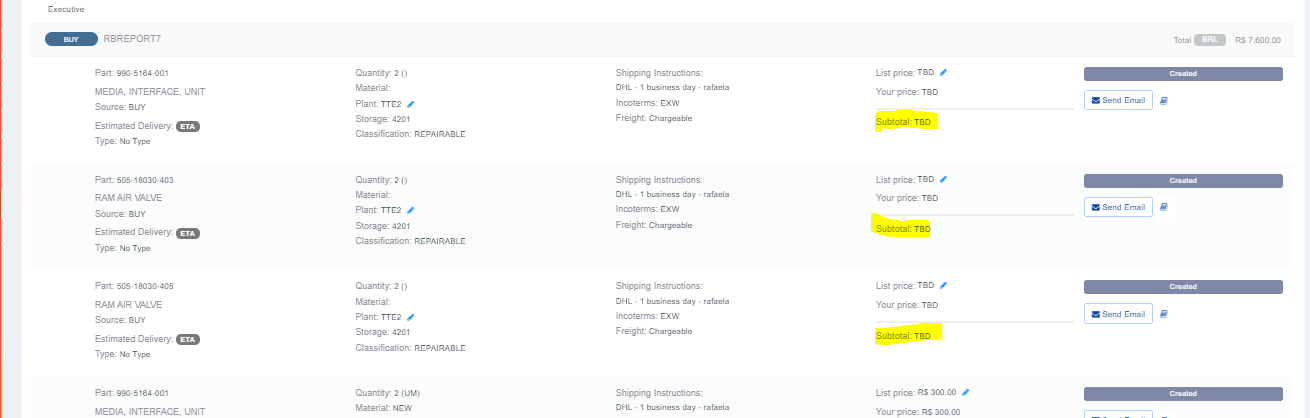 Executive
BUY RBREPORT7 Total BRL R$ 7,600.00
Part: 990-5164-001
MEDIA, INTERFACE, UNIT
Source: BUY
Estimated Delivery: ETA
Type: No Type
Quantity: 2 ()
Material:
Plant: TTE2
Storage: 4201
Classification: REPAIRABLE
Shipping Instructions:
DHL - 1 business day - rafaela
Incoterms: EXW
Freight: Chargeable
List price: TBD
Your price: TBD
Subtotal: TBD
Created
Send Email
Part: 505-18030-403
RAM AIR VALVE
Source: BUY
Estimated Delivery: ETA
Type: No Type
Quantity: 2 ()
Material:
Plant: TTE2
Storage: 4201
Classification: REPAIRABLE
Shipping Instructions:
DHL - 1 business day - rafaela
Incoterms: EXW
Freight: Chargeable
List price: TBD
Your price: TBD
Subtotal: TBD
Created
Send Email
Part: 505-18030-405
RAM AIR VALVE
Source: BUY
Estimated Delivery: ETA
Type: No Type
Quantity: 2 ()
Material:
Plant: TTE2
Storage: 4201
Classification: REPAIRABLE
Shipping Instructions:
DHL - 1 business day - rafaela
Incoterms: EXW
Freight: Chargeable
List price: TBD
Your price: TBD
Subtotal: TBD
Created
Send Email
Part: 990-5164-001
MEDIA, INTERFACE, UNIT
Quantity: 2 (UM)
Material: NEW
Shipping Instructions:
DHL - 1 business day - rafaela
List price: R$ 300.00
Your price: R$ 300.00
Created